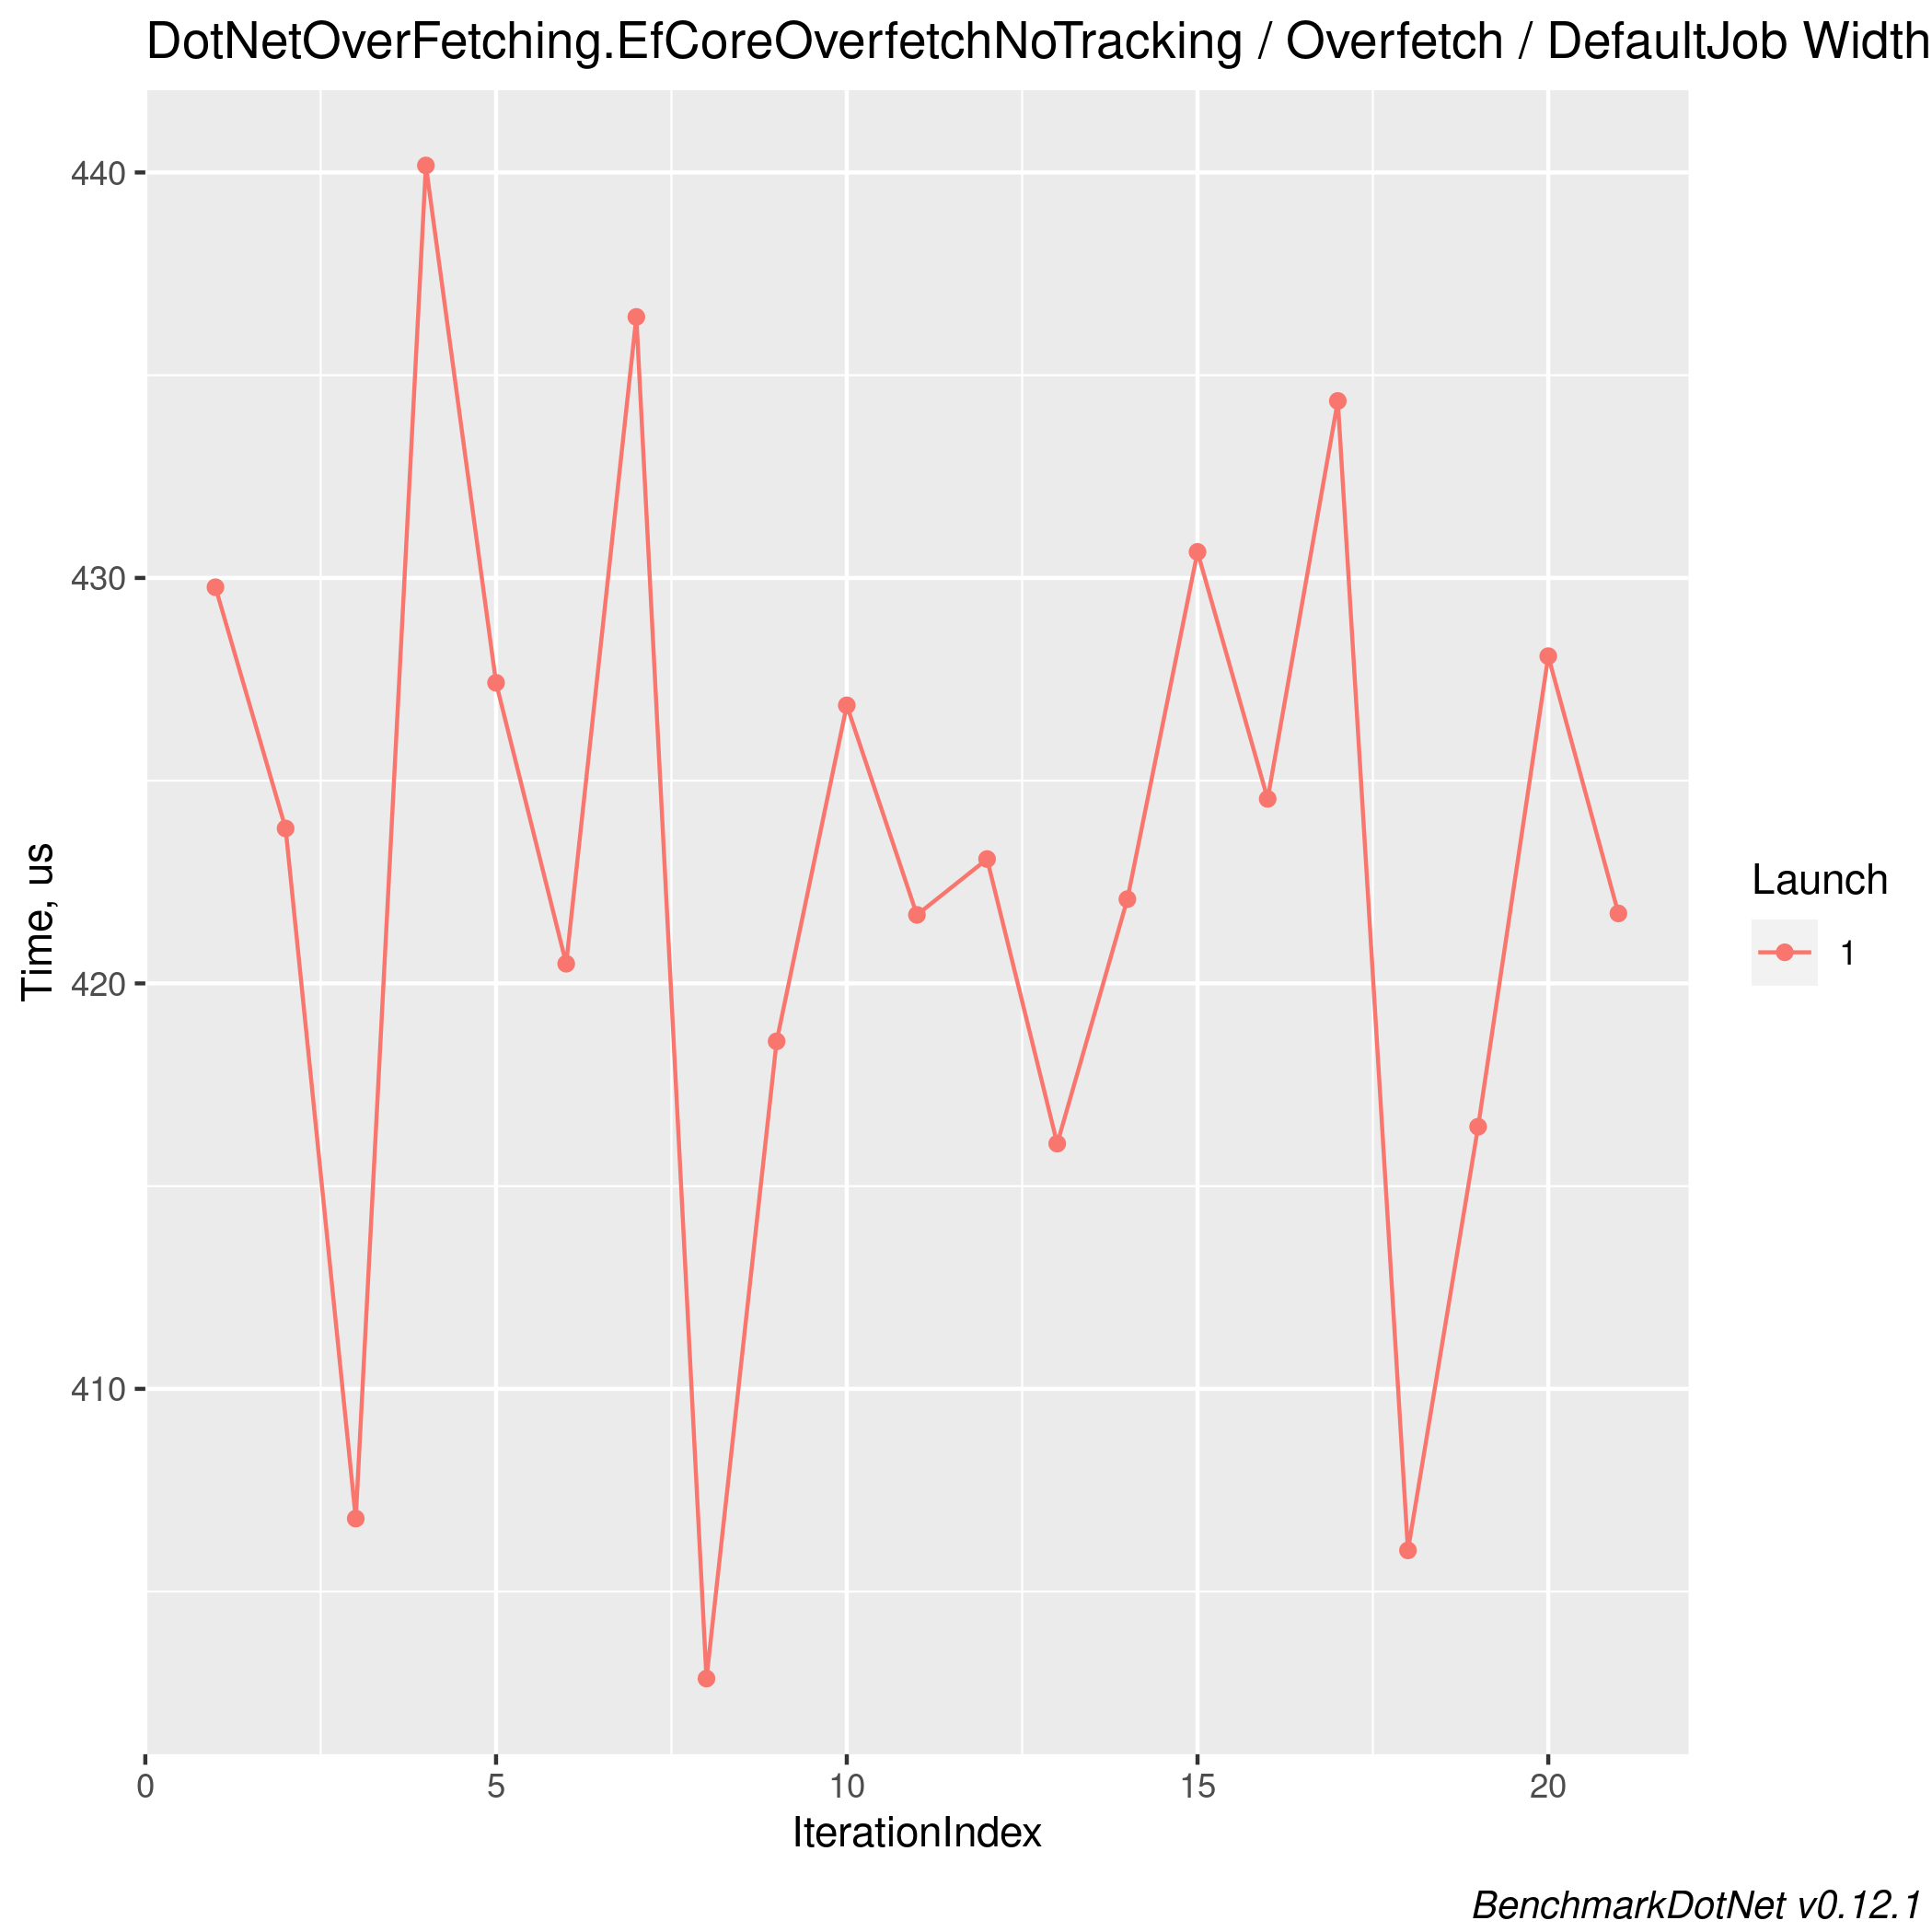 DotNetOverFetching.EfCoreOverfetchNoTracking / Overfetch / DefaultJob Width
440
430
420
410
Time, us
0 5 10 15 20
IterationIndex
Launch
1
BenchmarkDotNet v0.12.1